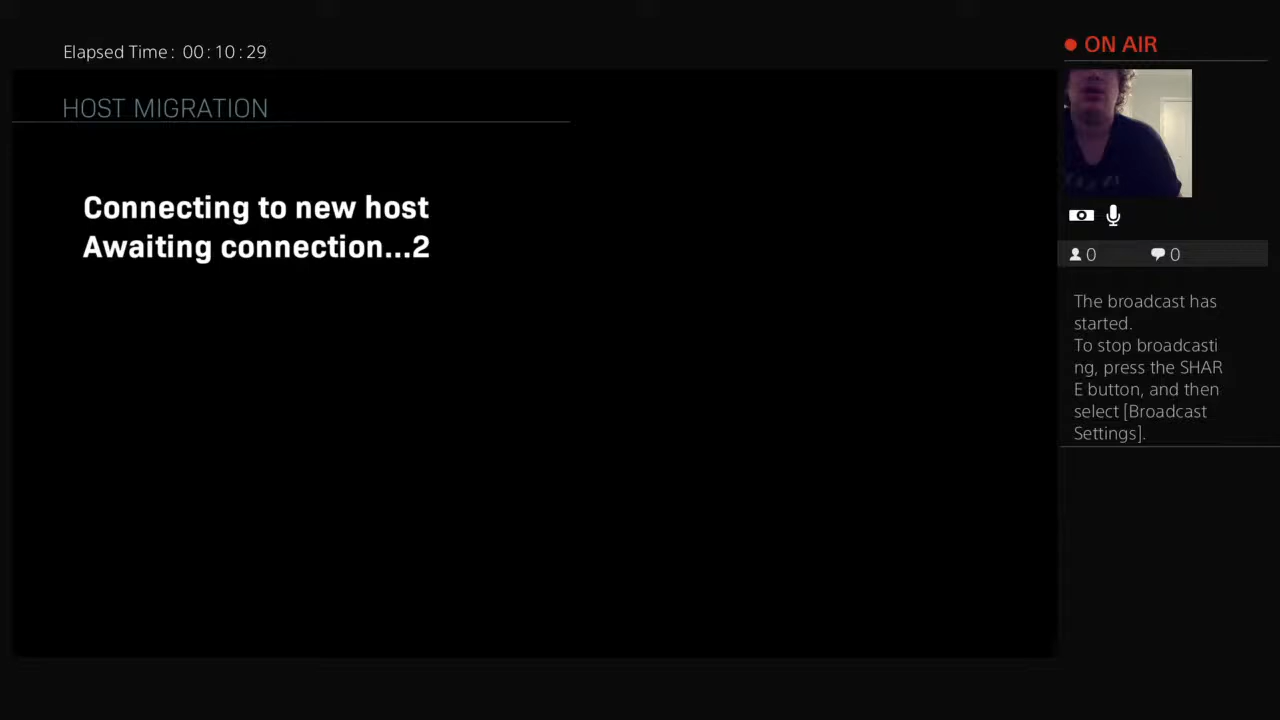 Elapsed Time: 00:10:29
ON AIR
HOST MIGRATION
Connecting to new host
Awaiting connection...2
0 0
The broadcast has
started.
To stop broadcasti
ng, press the SHAR
E button, and then
select [Broadcast
Settings].